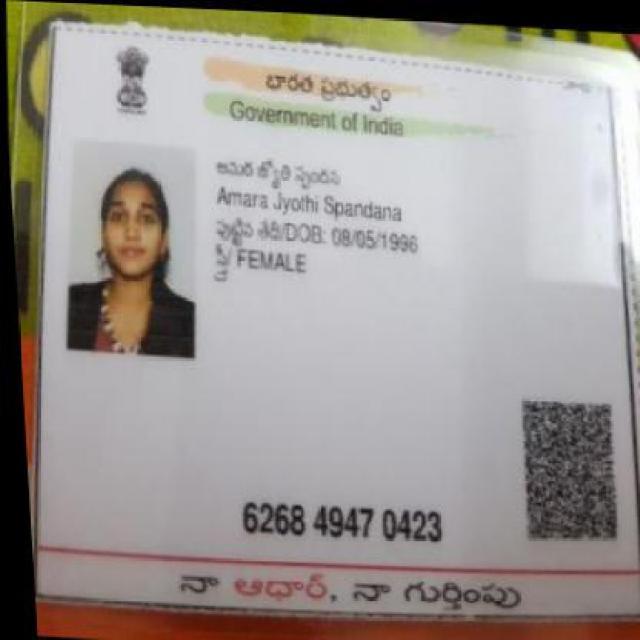 భారత ప్రభుత్వం
Government of India
అమర జ్యోతి స్పందన
Amara Jyothi Spandana
పుట్టిన తేదీ/DOB: 08/05/1996
స్త్రీ/ FEMALE
6268 4947 0423
నా ఆధార్, నా గుర్తింపు